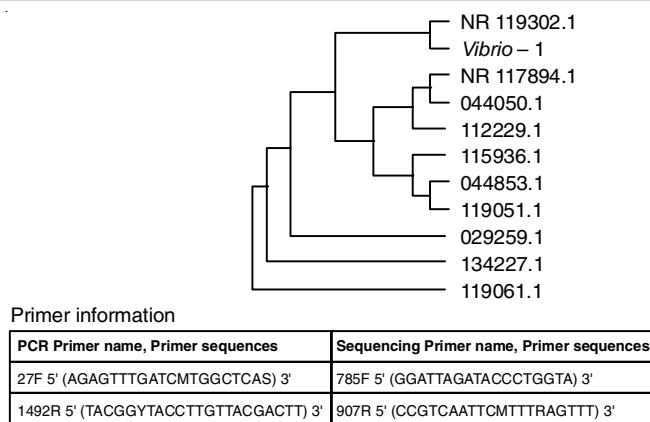 NR 119302.1
Vibrio – 1
NR 117894.1
044050.1
112229.1
115936.1
044853.1
119051.1
029259.1
134227.1
119061.1
Primer information
PCR Primer name, Primer sequences Sequencing Primer name, Primer sequences
27F 5' (AGAGTTTGATCMTGGCTCAS) 3' 785F 5' (GGATTAGATACCCTGGTA) 3'
1492R 5' (TACGGYTACCTTGTTACGACTT) 3' 907R 5' (CCGTCAATTCMTTTRAGTTT) 3'